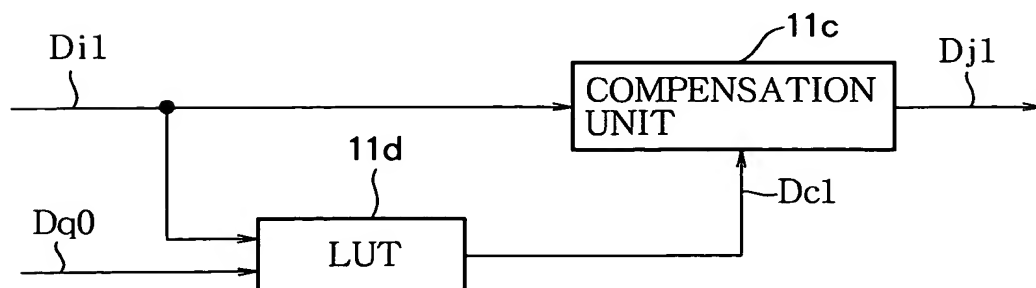 11c
Di1
Dj1
COMPENSATION
UNIT
11d
Dc1
Dq0
LUT